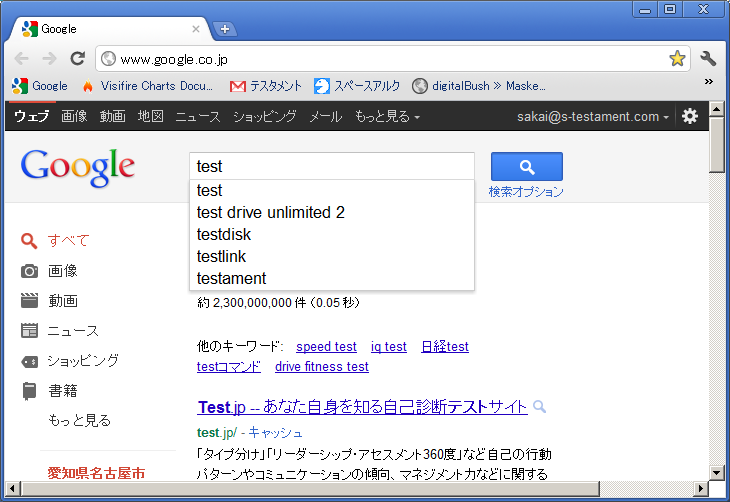 Google
www.google.co.jp
Google Visifire Charts Docu... テスタメント スペースアルク digitalBush » Maske... »
ウェブ 画像 動画 地図 ニュース ショッピング メール もっと見る sakai@s-testament.com
Google test
検索オプション
test
test drive unlimited 2
testdisk
testlink
testament
約 2,300,000,000 件 (0.05 秒)
すべて
画像
動画
ニュース
ショッピング
書籍
もっと見る
愛知県名古屋市
他のキーワード: speed test iq test 日経test
testコマンド drive fitness test
Test.jp -- あなた自身を知る自己診断テストサイト
test.jp/ - キャッシュ
「タイプ分け」「リーダーシップ・アセスメント360度」など自己の行動
パターンやコミュニケーションの傾向、マネジメント力などに関する